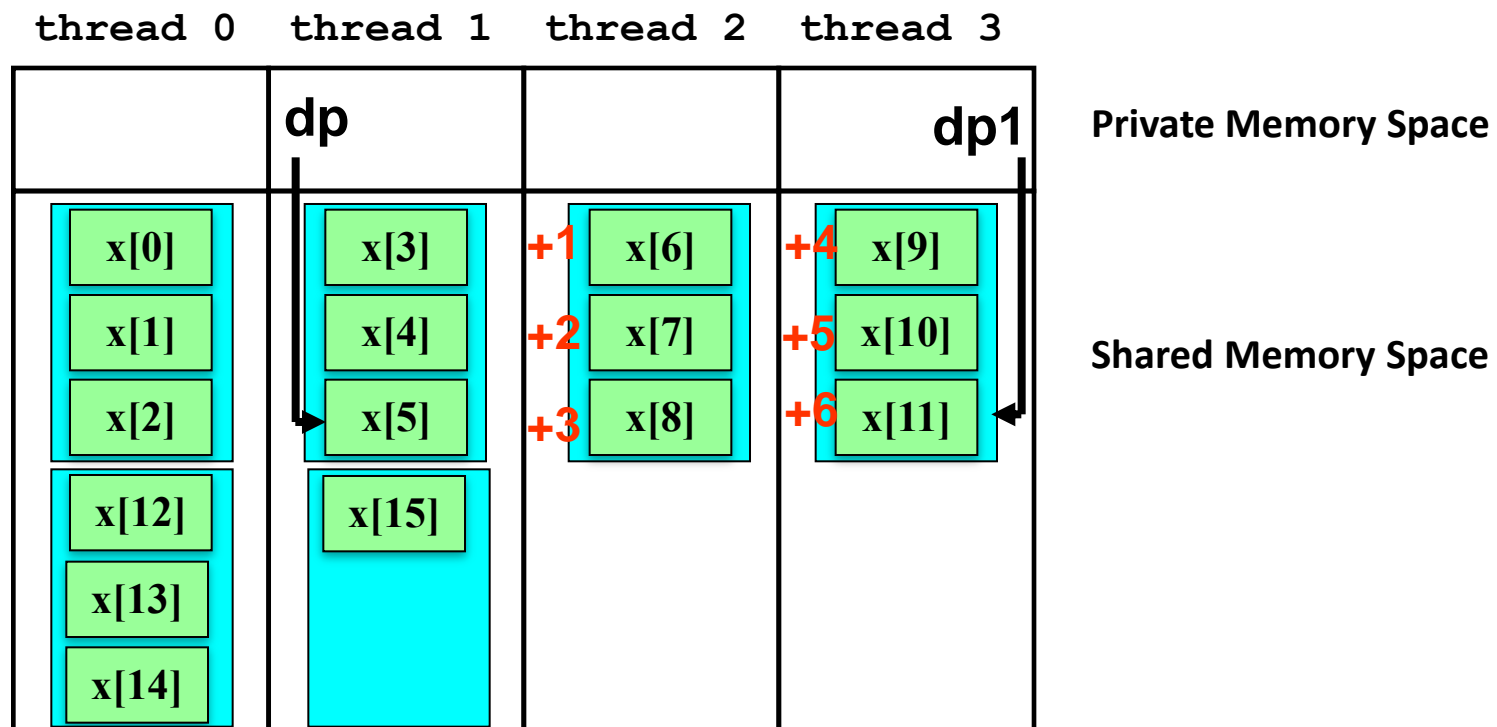 thread 0 thread 1 thread 2 thread 3
dp dp1 Private Memory Space
x[0] x[3] +1 x[6] +4 x[9]
x[1] x[4] +2 x[7] +5 x[10] Shared Memory Space
x[2] x[5] +3 x[8] +6 x[11]
x[12] x[15]
x[13]
x[14]